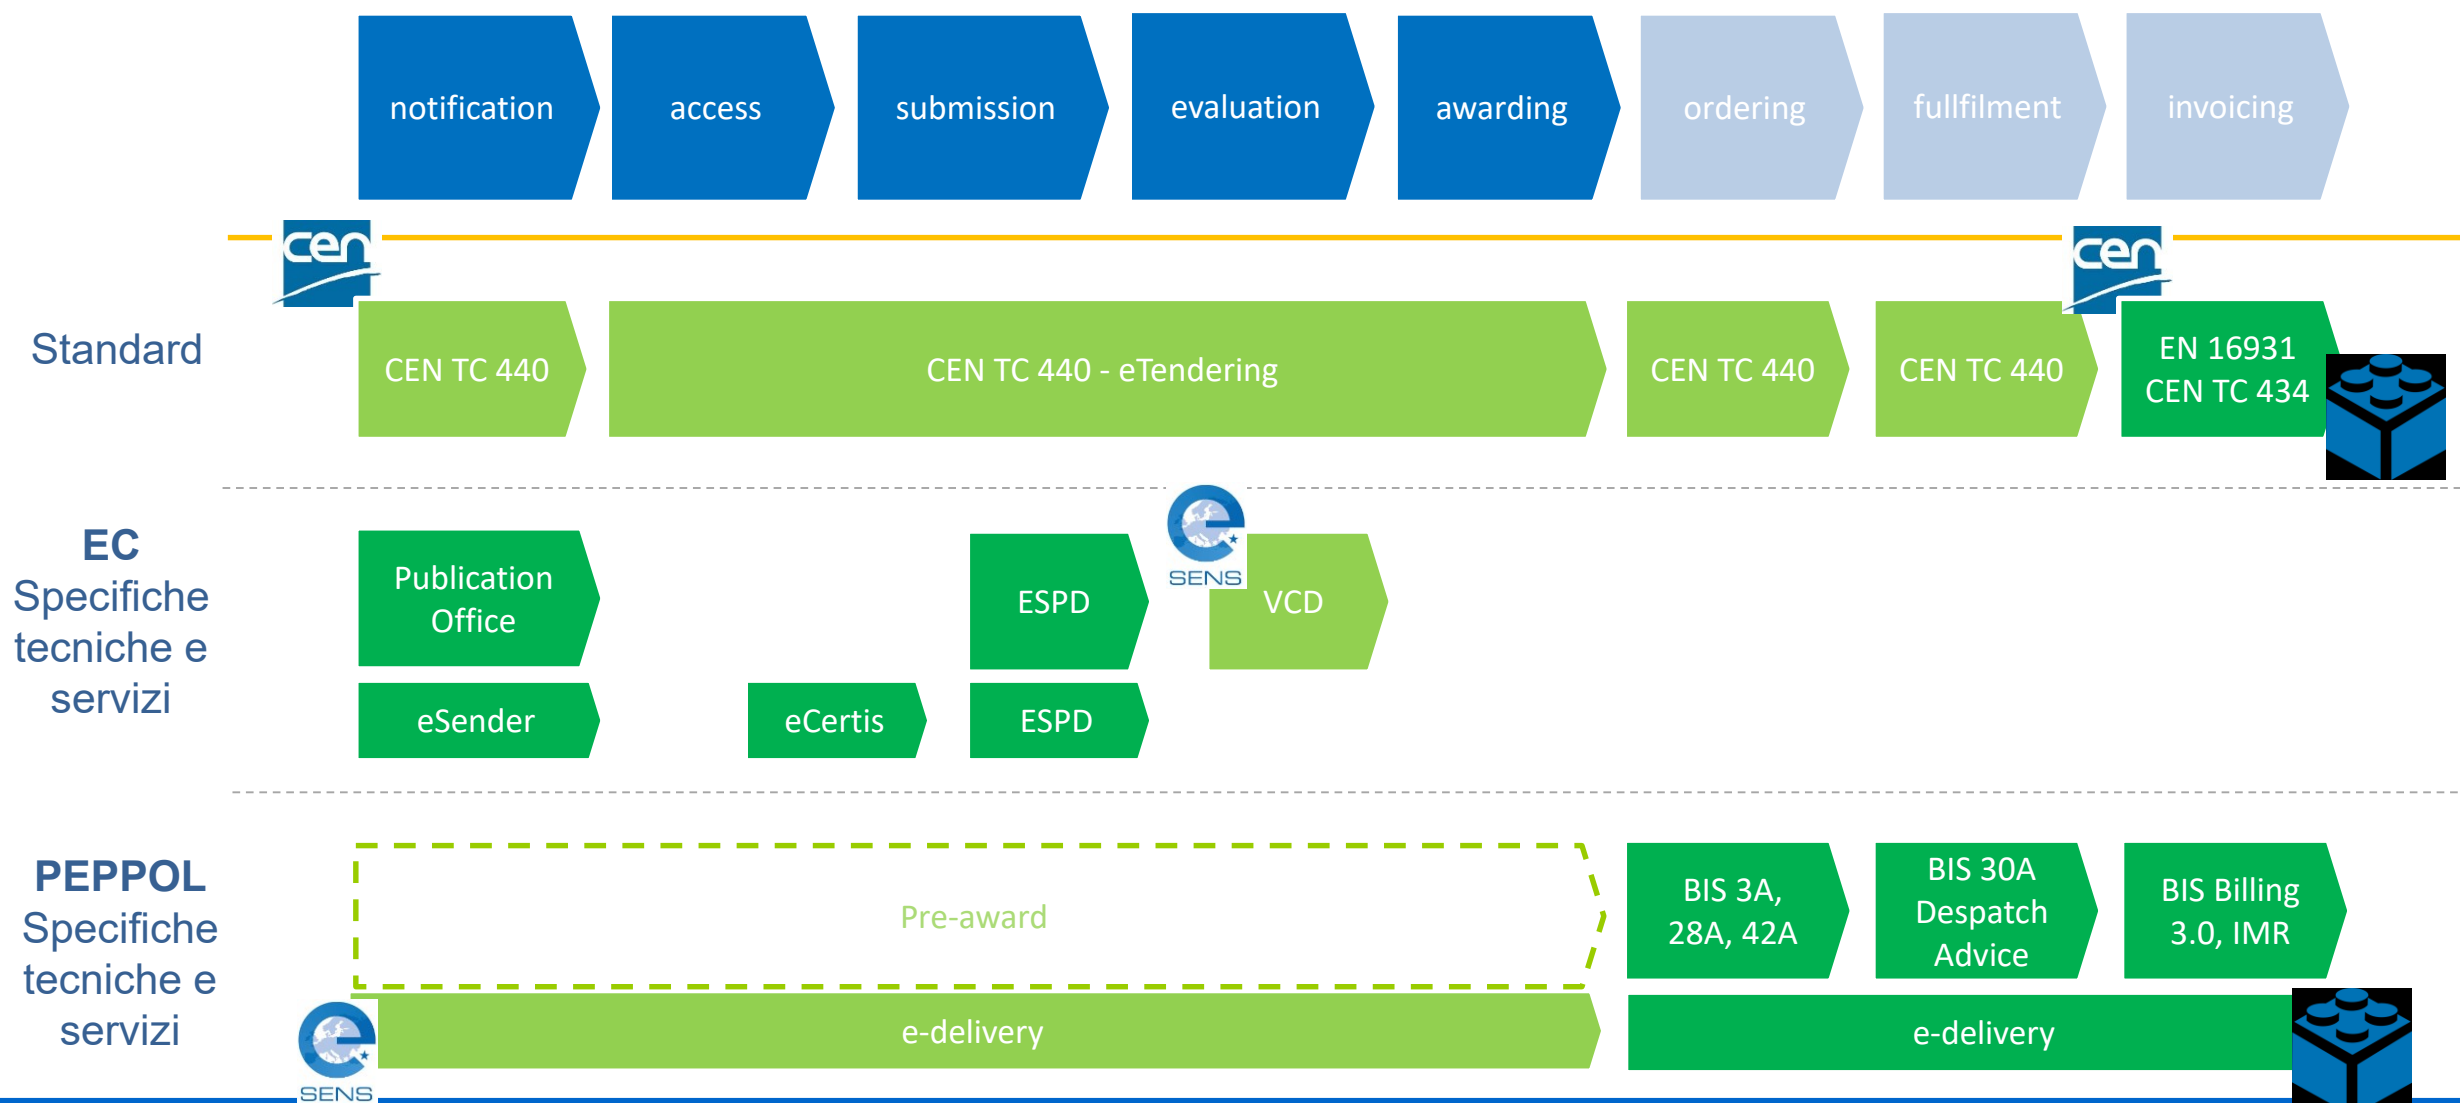 notification
access
submission
evaluation
awarding
ordering
fullfilment
invoicing
cen
cen
Standard
CEN TC 440
CEN TC 440 - eTendering
CEN TC 440
CEN TC 440
EN 16931
CEN TC 434
EC
Specifiche
tecniche e
servizi
Publication
Office
ESPD
e
SENS
VCD
eSender
eCertis
ESPD
PEPPOL
Specifiche
tecniche e
servizi
Pre-award
BIS 3A,
28A, 42A
BIS 30A
Despatch
Advice
BIS Billing
3.0, IMR
e
SENS
e-delivery
e-delivery